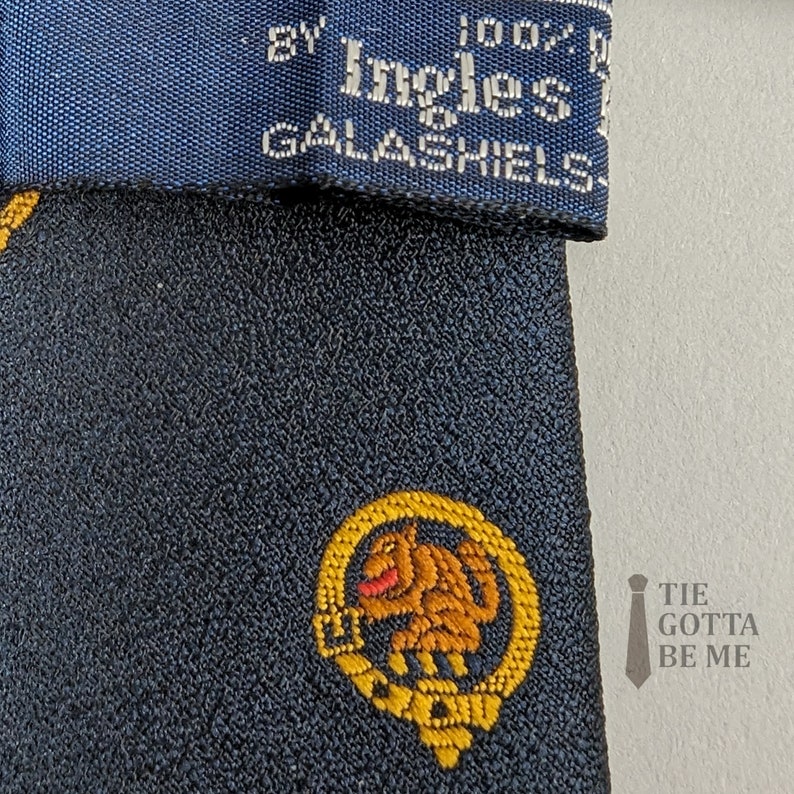 BY 100%
Ingles
GALASHIELS
TIE
GOTTA
BE ME